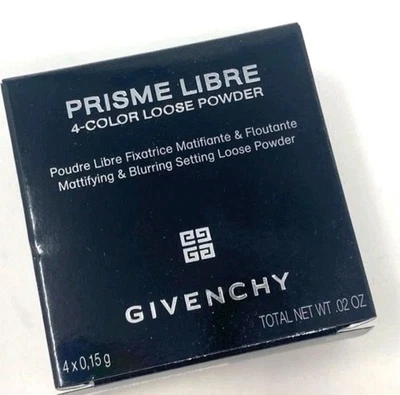 PRISME LIBRE
4-COLOR LOOSE POWDER
Poudre Libre Fixatrice Matifiante & Floutante
Mattifying & Blurring Setting Loose Powder
GIVENCHY
4 x 0,15 g
TOTAL NET WT .02 OZ